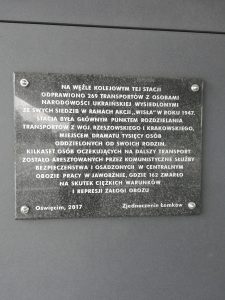 NA WĘŹLE KOLEJOWYM TEJ STACJI
ODPRAWIONO 269 TRANSPORTÓW Z OSOBAMI
NARODOWOŚCI UKRAIŃSKIEJ WYSIEDLONYMI
ZE SWYCH SIEDZIB W RAMACH AKCJI „WISŁA” W ROKU 1947.
STACJA BYŁA GŁÓWNYM PUNKTEM ROZDZIELANIA
TRANSPORTÓW Z WOJ. RZESZOWSKIEGO I KRAKOWSKIEGO,
MIEJSCEM DRAMATU TYSIĘCY OSÓB
ODDZIELONYCH OD SWOICH RODZIN.
KILKASET OSÓB OCZEKUJĄCYCH NA DALSZY TRANSPORT
ZOSTAŁO ARESZTOWANYCH PRZEZ KOMUNISTYCZNE SŁUŻBY
BEZPIECZEŃSTWA I OSADZONYCH W CENTRALNYM
OBOZIE PRACY W JAWORZNIE, GDZIE 162 ZMARŁO
NA SKUTEK CIĘŻKICH WARUNKÓW
I REPRESJI ZAŁOGI OBOZU
Oświęcim, 2017 Zjednoczenie Łemków